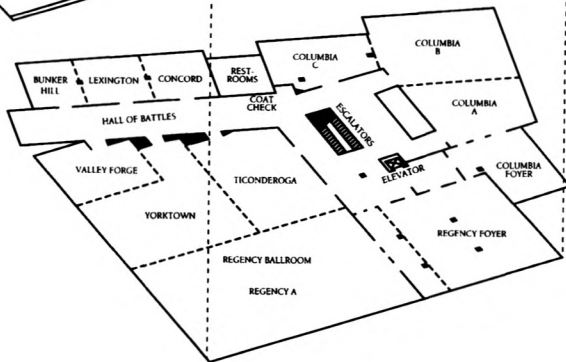 COLUMBIA
B
COLUMBIA
C
REST-
ROOMS
CONCORD
LEXINGTON
BUNKER
HILL
COAT
CHECK
HALL OF BATTLES
ESCALATORS
COLUMBIA
A
ELEVATOR
COLUMBIA
FOYER
VALLEY FORGE
TICONDEROGA
YORKTOWN
REGENCY FOYER
REGENCY BALLROOM
REGENCY A